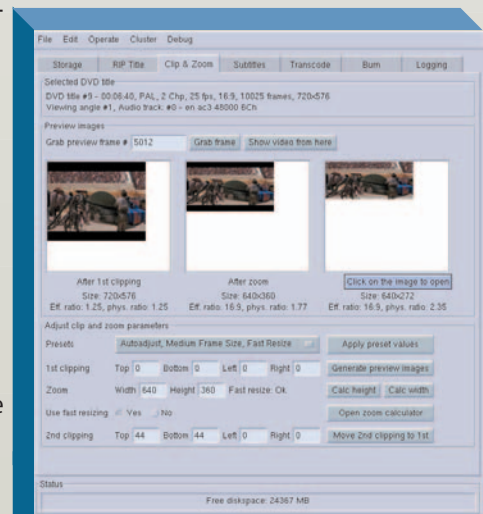 File Edit Operate Cluster Debug
Storage RIP Title Clip & Zoom Subtitles Transcode Burn Logging
Selected DVD title
DVD title #9 - 00:06:40, PAL, 2 Chp, 25 fps, 16:9, 10025 frames, 720x576
Viewing angle #1, Audio track: #0 - en ac3 48000 6Ch
Preview images
Grab preview frame # 5012 Grab frame Show video from here
After 1st clipping After zoom Click on the image to open
Size: 720x576 Size: 640x360 Size: 640x272
Eff. ratio: 1.25, phys. ratio: 1.25 Eff. ratio: 16:9, phys. ratio: 1.77 Eff. ratio: 16:9, phys. ratio: 2.35
Adjust clip and zoom parameters
Presets Autoadjust, Medium Frame Size, Fast Resize Apply preset values
1st clipping Top 0 Bottom 0 Left 0 Right 0 Generate preview images
Zoom Width 640 Height 360 Fast resize: Ok Calc height Calc width
Use fast resizing Yes No Open zoom calculator
2nd clipping Top 44 Bottom 44 Left 0 Right 0 Move 2nd clipping to 1st
Status
Free diskspace: 24367 MB